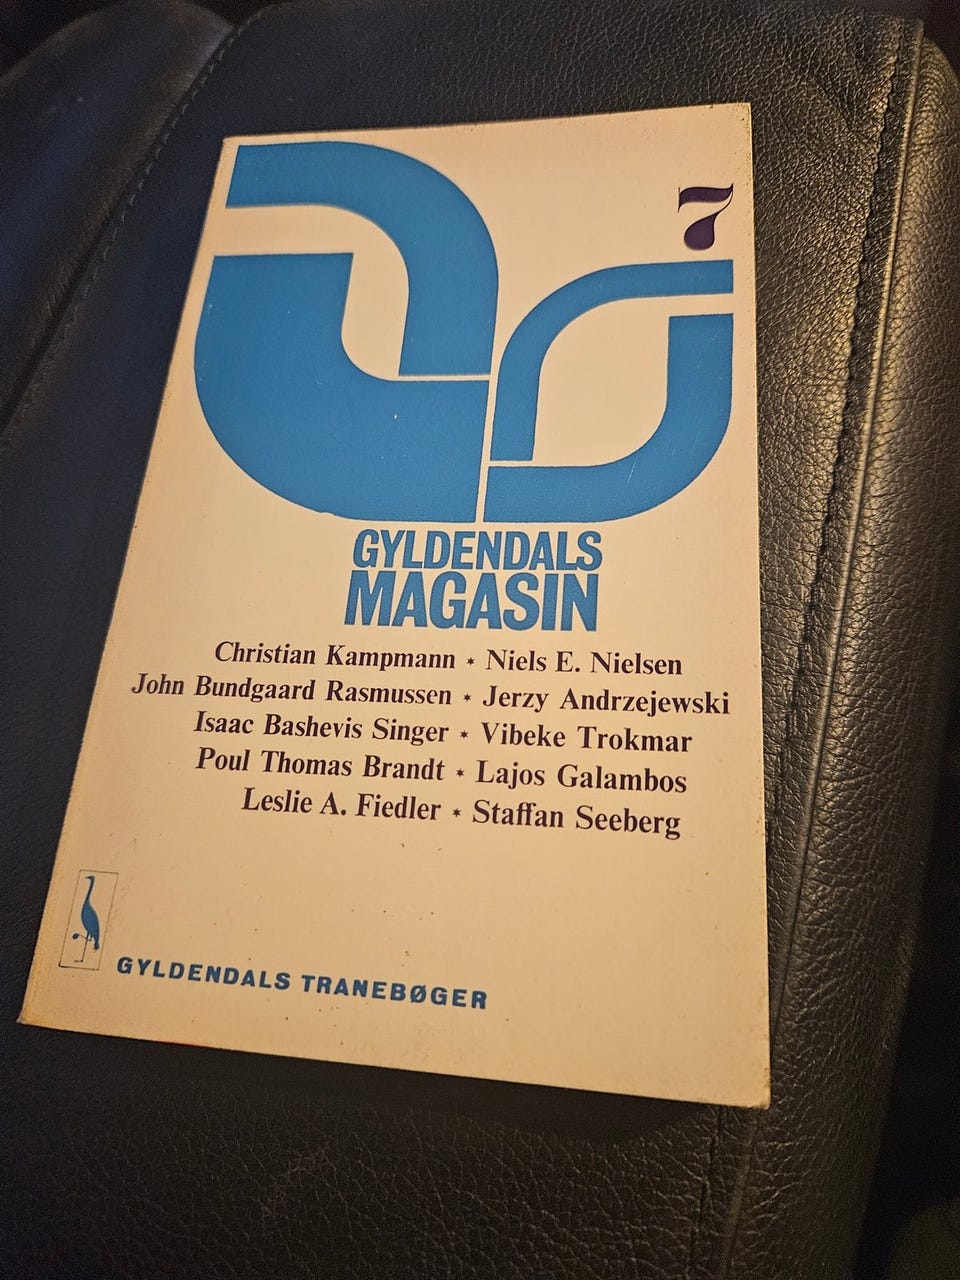 7
GYLDENDALS
MAGASIN
Christian Kampmann * Niels E. Nielsen
John Bundgaard Rasmussen * Jerzy Andrzejewski
Isaac Bashevis Singer * Vibeke Trokmar
Poul Thomas Brandt * Lajos Galambos
Leslie A. Fiedler * Staffan Seeberg
GYLDENDALS TRANEBØGER